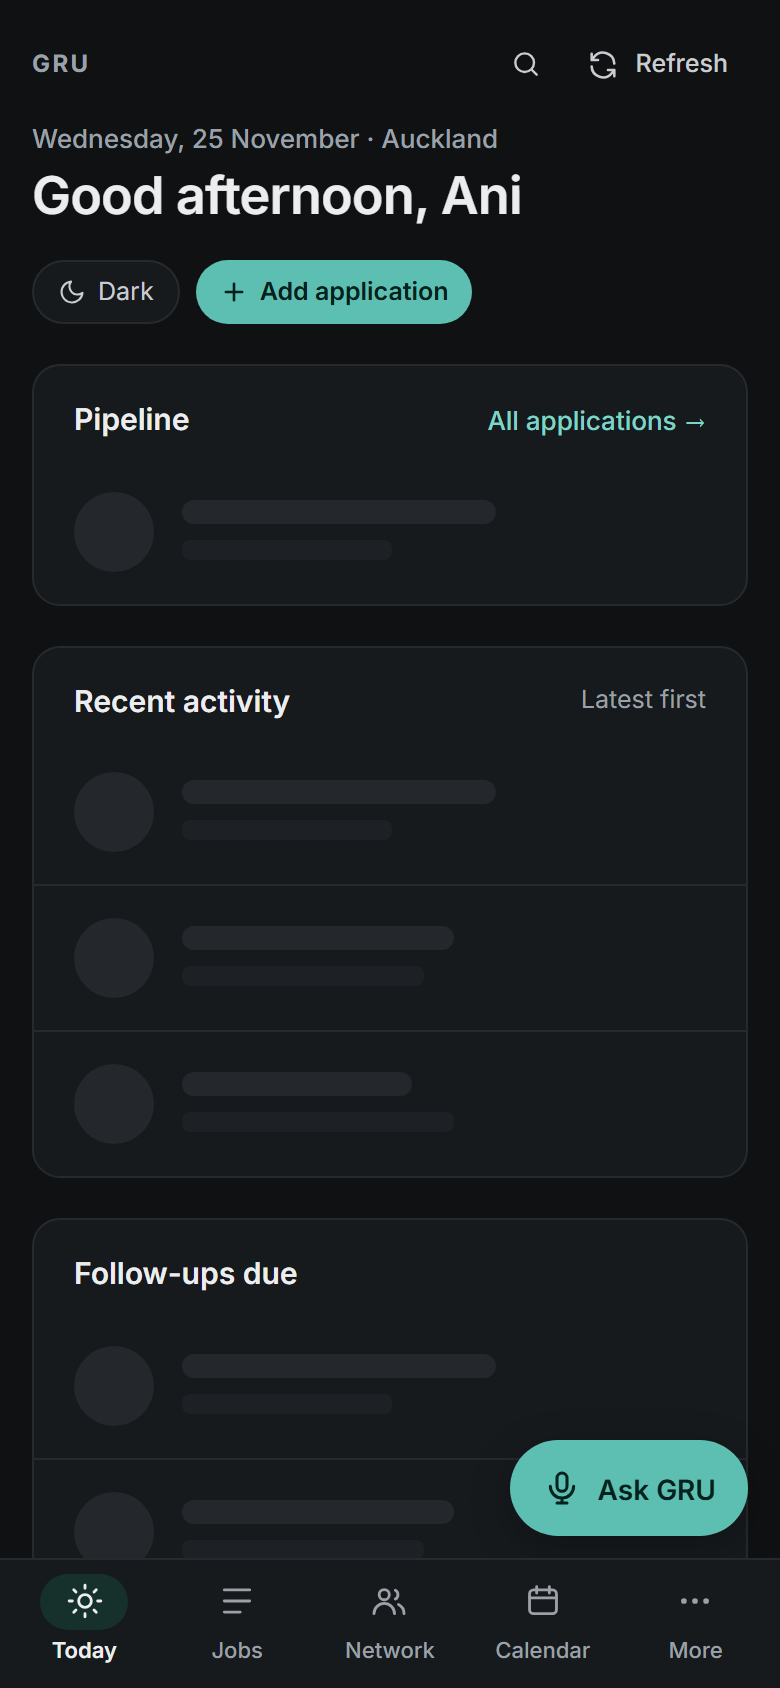 GRU
Refresh
Wednesday, 25 November · Auckland
Good afternoon, Ani
Dark
Add application
Pipeline
All applications →
Recent activity
Latest first
Follow-ups due
Ask GRU
Today
Jobs
Network
Calendar
More